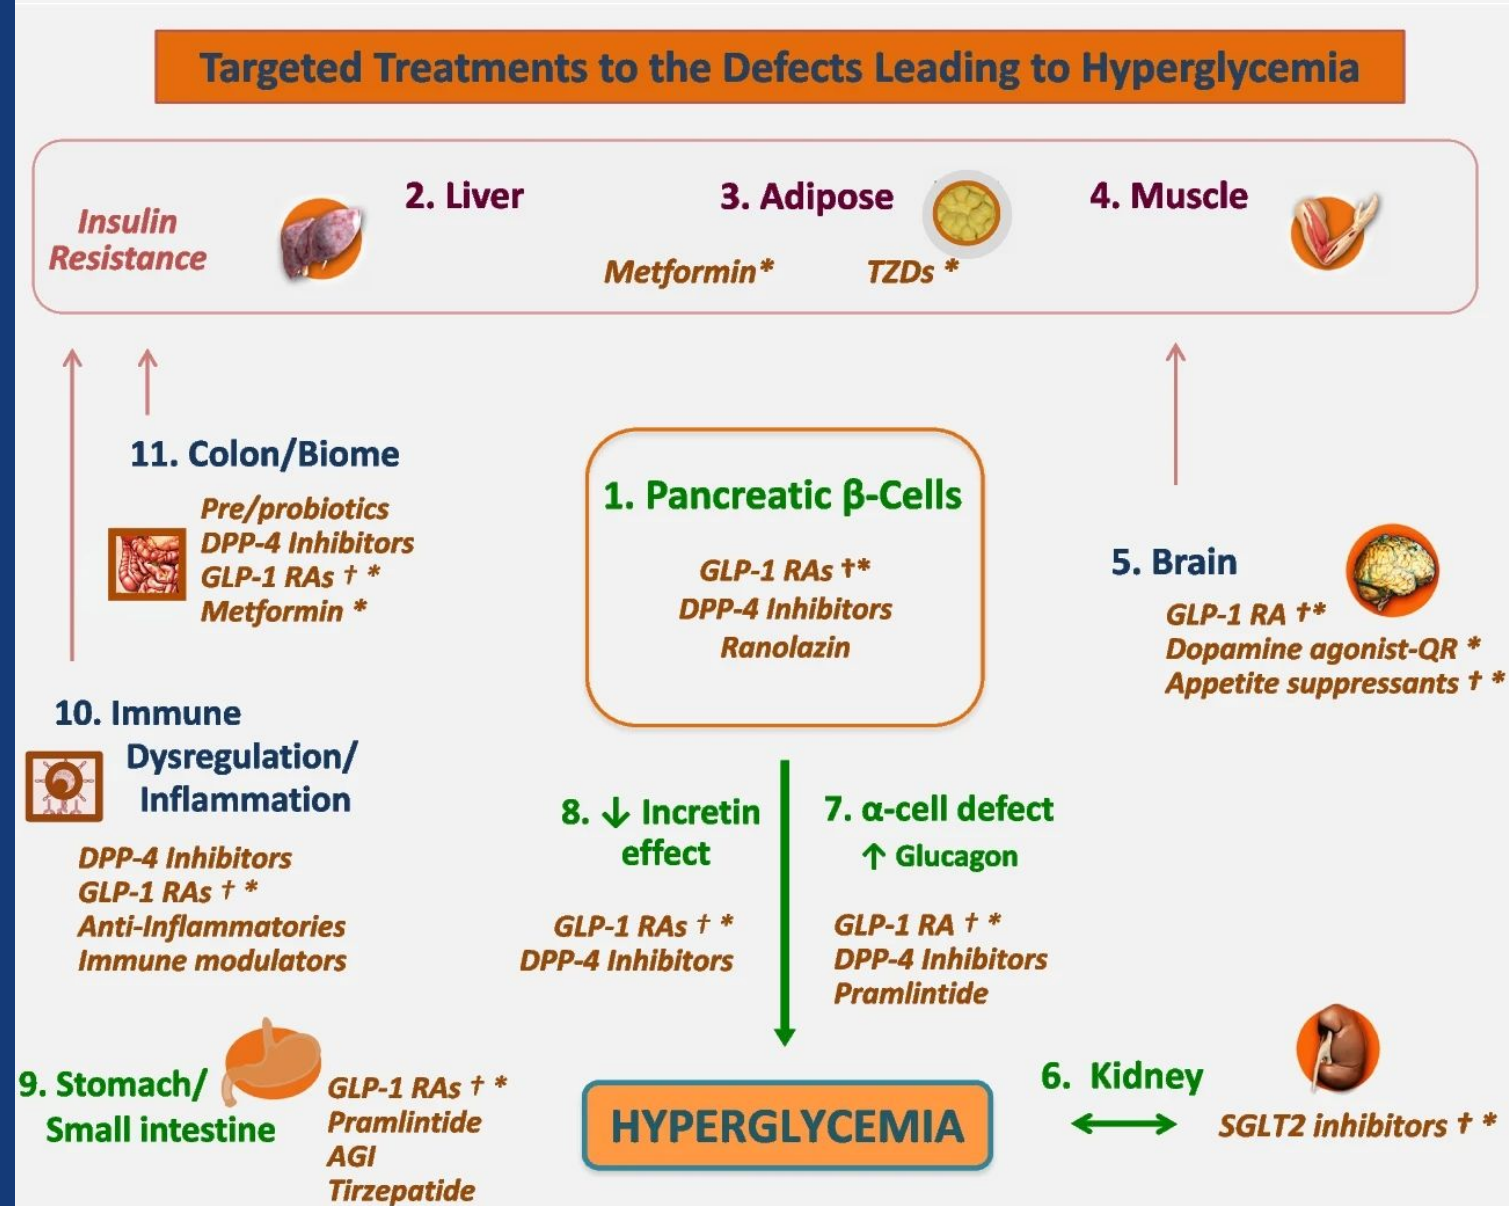 Targeted Treatments to the Defects Leading to Hyperglycemia
Insulin
Resistance
2. Liver
3. Adipose
4. Muscle
Metformin*
TZDs *
11. Colon/Biome
Pre/probiotics
DPP-4 Inhibitors
GLP-1 RAs † *
Metformin *
1. Pancreatic β-Cells
GLP-1 RAs †*
DPP-4 Inhibitors
Ranolazin
5. Brain
GLP-1 RA †*
Dopamine agonist-QR *
Appetite suppressants † *
10. Immune
Dysregulation/
Inflammation
DPP-4 Inhibitors
GLP-1 RAs † *
Anti-Inflammatories
Immune modulators
8. ↓ Incretin
effect
GLP-1 RAs † *
DPP-4 Inhibitors
7. α-cell defect
↑ Glucagon
GLP-1 RA † *
DPP-4 Inhibitors
Pramlintide
9. Stomach/
Small intestine
GLP-1 RAs † *
Pramlintide
AGI
Tirzepatide
HYPERGLYCEMIA
6. Kidney
SGLT2 inhibitors † *